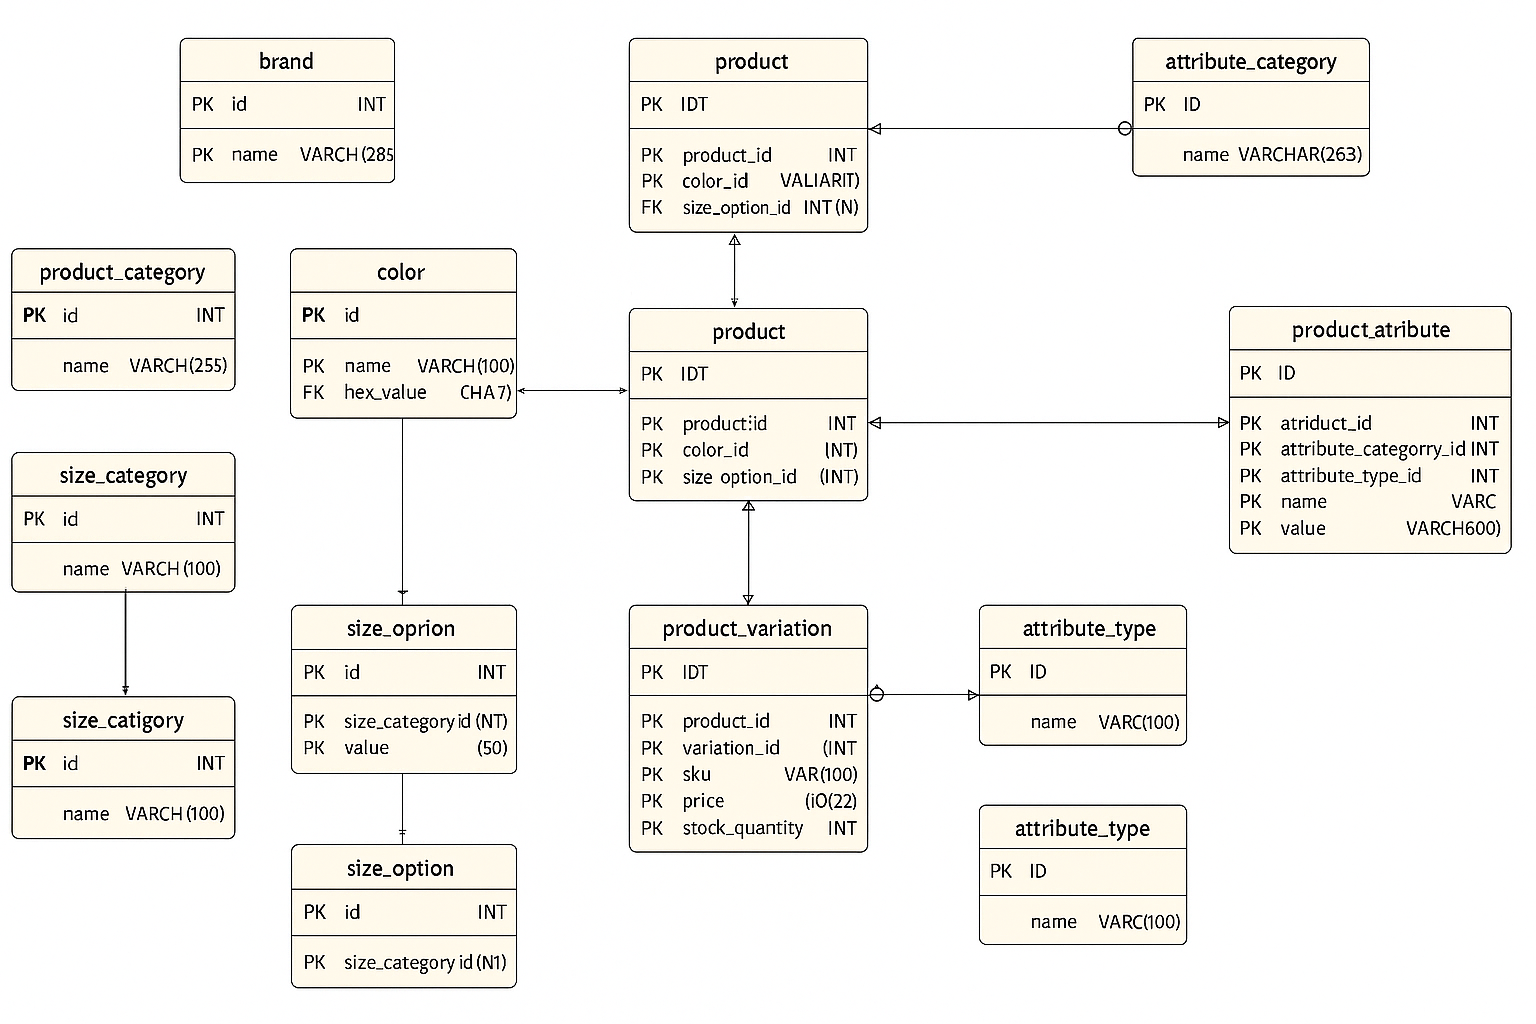 brand
PK id INT
PK name VARCH (285
product
PK IDT
PK product_id INT
PK color_id VALIARIT)
FK size_option_id INT (N)
attribute_category
PK ID
name VARCHAR(263)
product_category
PK id INT
name VARCH(255)
color
PK id
PK name VARCH(100)
FK hex_value CHA7)
product
PK IDT
PK product:id INT
PK color_id (NT)
PK size option_id (INT)
product_atribute
PK ID
PK atriduct_id INT
PK attribute_categorry_id INT
PK attribute_type_id INT
PK name VARC
PK value VARCH600)
size_category
PK id INT
name VARCH (100)
size_oprion
PK id INT
PK size_category id (NT)
PK value (50)
product_variation
PK IDT
PK product_id INT
PK variation_id (INT
PK sku VAR(100)
PK price (iO(22)
PK stock_quantity INT
attribute_type
PK ID
name VARC(100)
size_catigory
PK id INT
name VARCH (100)
size_option
PK id INT
PK size_category id (N1)
attribute_type
PK ID
name VARC(100)